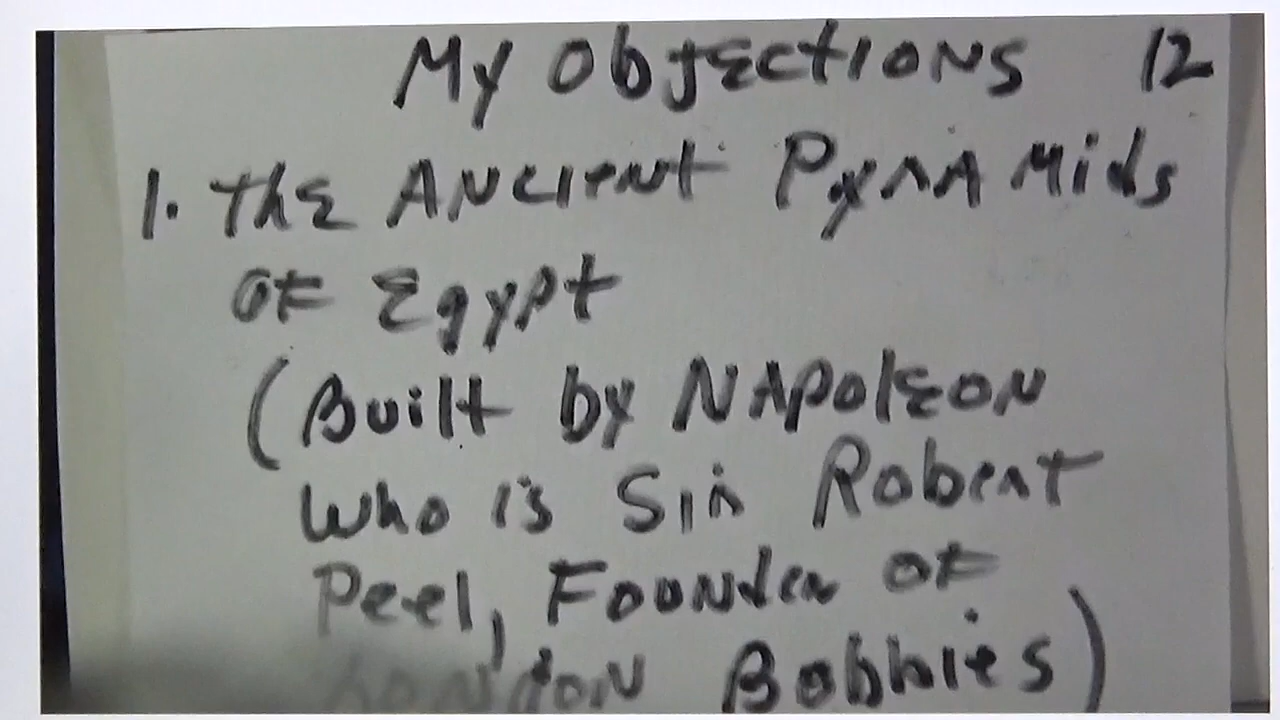 My Objections 12
1. The Ancient Pyramids
of Egypt
(Built by Napoleon
who is Sir Robert
Peel, Founder of
London Bobbies)